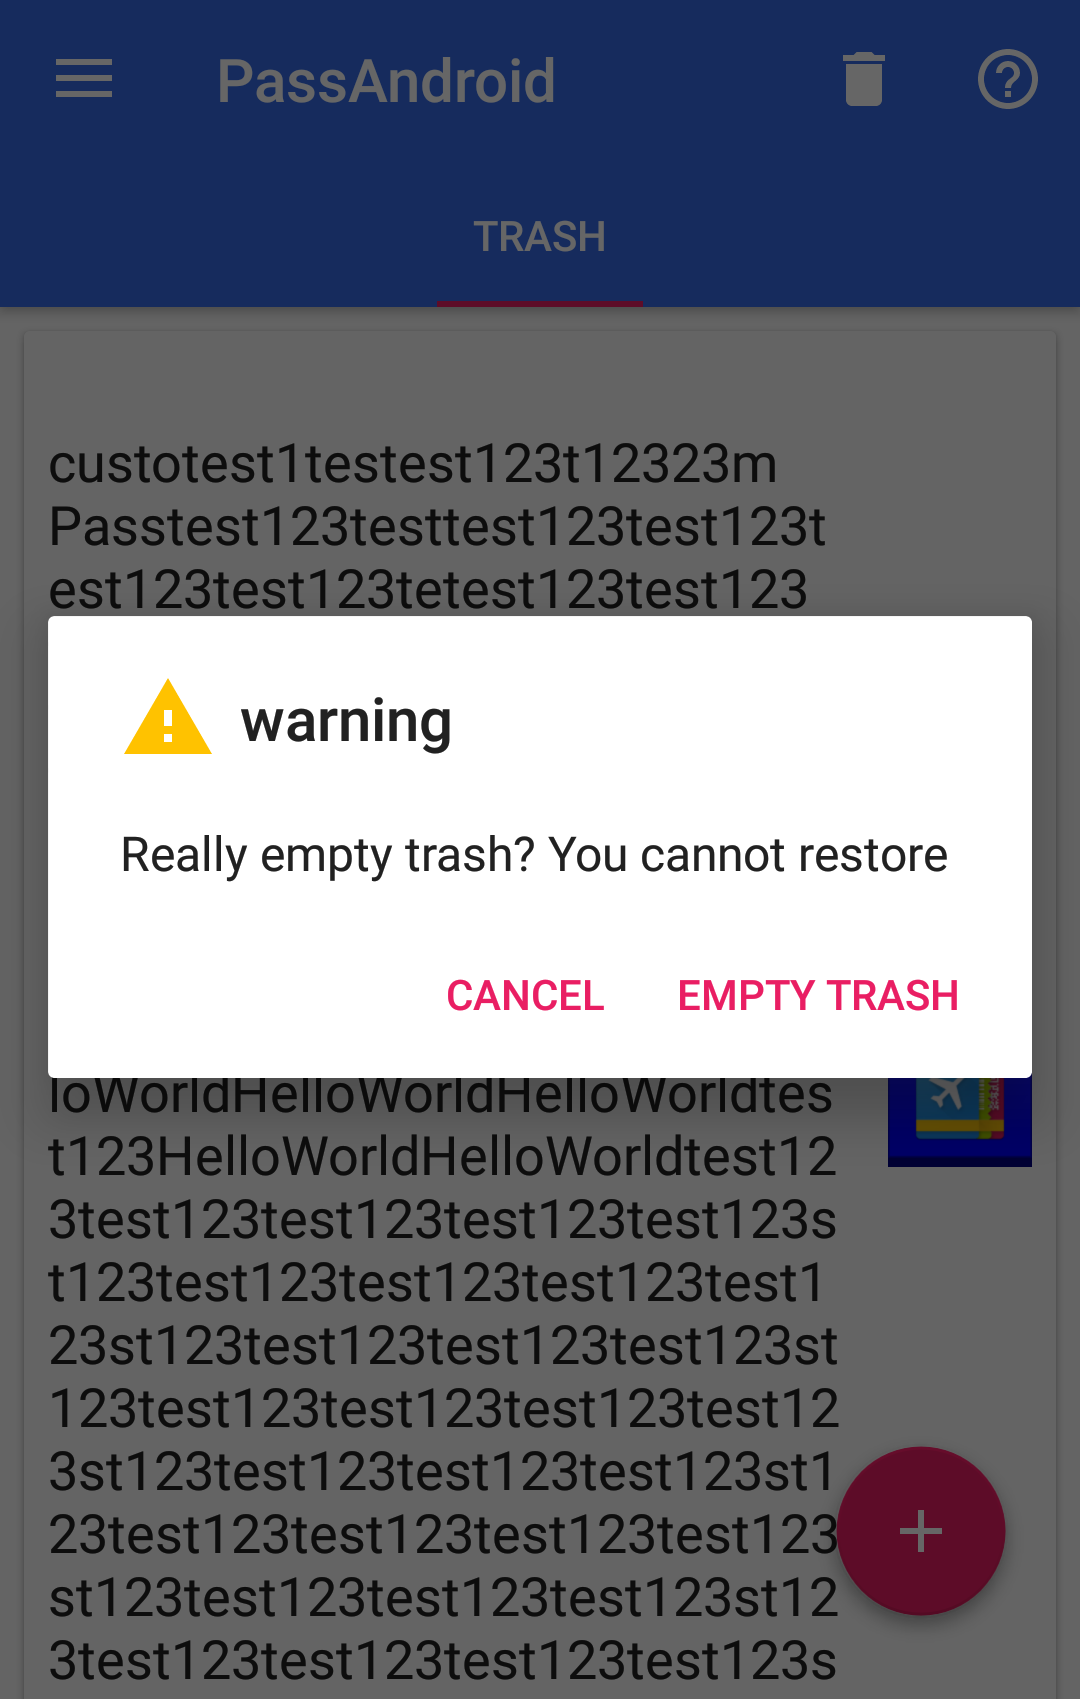 PassAndroid
TRASH
custotest1testest123t12323m
Passtest123testtest123test123t
est123test123tetest123test123
warning
Really empty trash? You cannot restore
CANCEL EMPTY TRASH
loWorldHelloWorldHelloWorldtes
t123HelloWorldHelloWorldtest12
3test123test123test123test123s
t123test123test123test123test1
23st123test123test123test123st
123test123test123test123test12
3st123test123test123test123st1
23test123test123test123test123
st123test123test123test123st12
3test123test123test123test123s